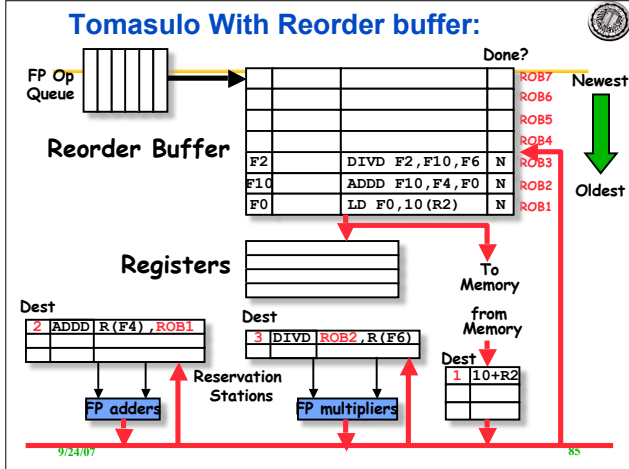 Tomasulo With Reorder buffer:
Done?
FP Op
Queue
ROB7
ROB6
ROB5
ROB4
ROB3
ROB2
ROB1
Newest
Oldest
Reorder Buffer
F2 DIVD F2,F10,F6 N
F10 ADDD F10,F4,F0 N
F0 LD F0,10(R2) N
Registers
To
Memory
from
Memory
Dest
2 ADDD R(F4),ROB1
Dest
3 DIVD ROB2,R(F6)
Dest
1 10+R2
Reservation
Stations
FP adders
FP multipliers
9/24/07
85